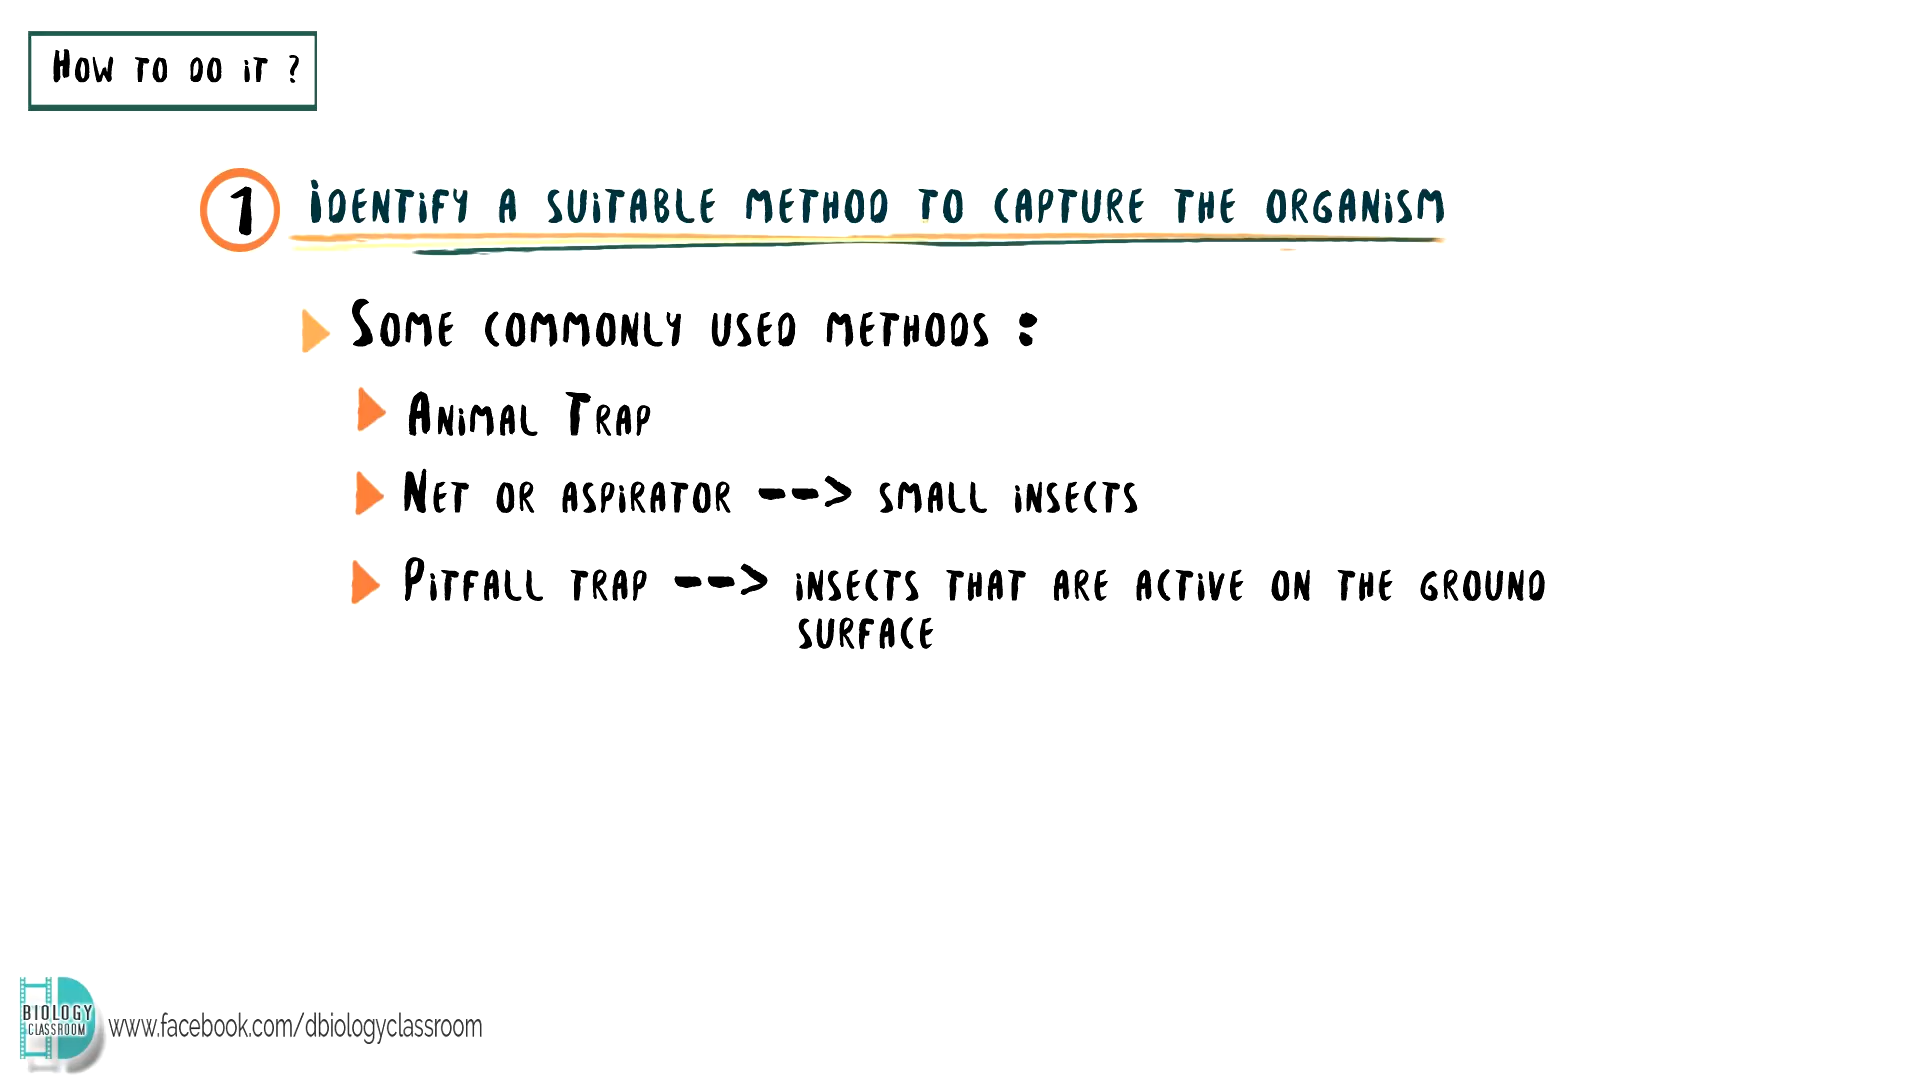 How to do it ?
1 Identify a suitable method to capture the organism
Some commonly used methods :
Animal Trap
Net or aspirator --> small insects
Pitfall trap --> insects that are active on the ground
surface
BIOLOGY
CLASSROOM
www.facebook.com/dbiologyclassroom